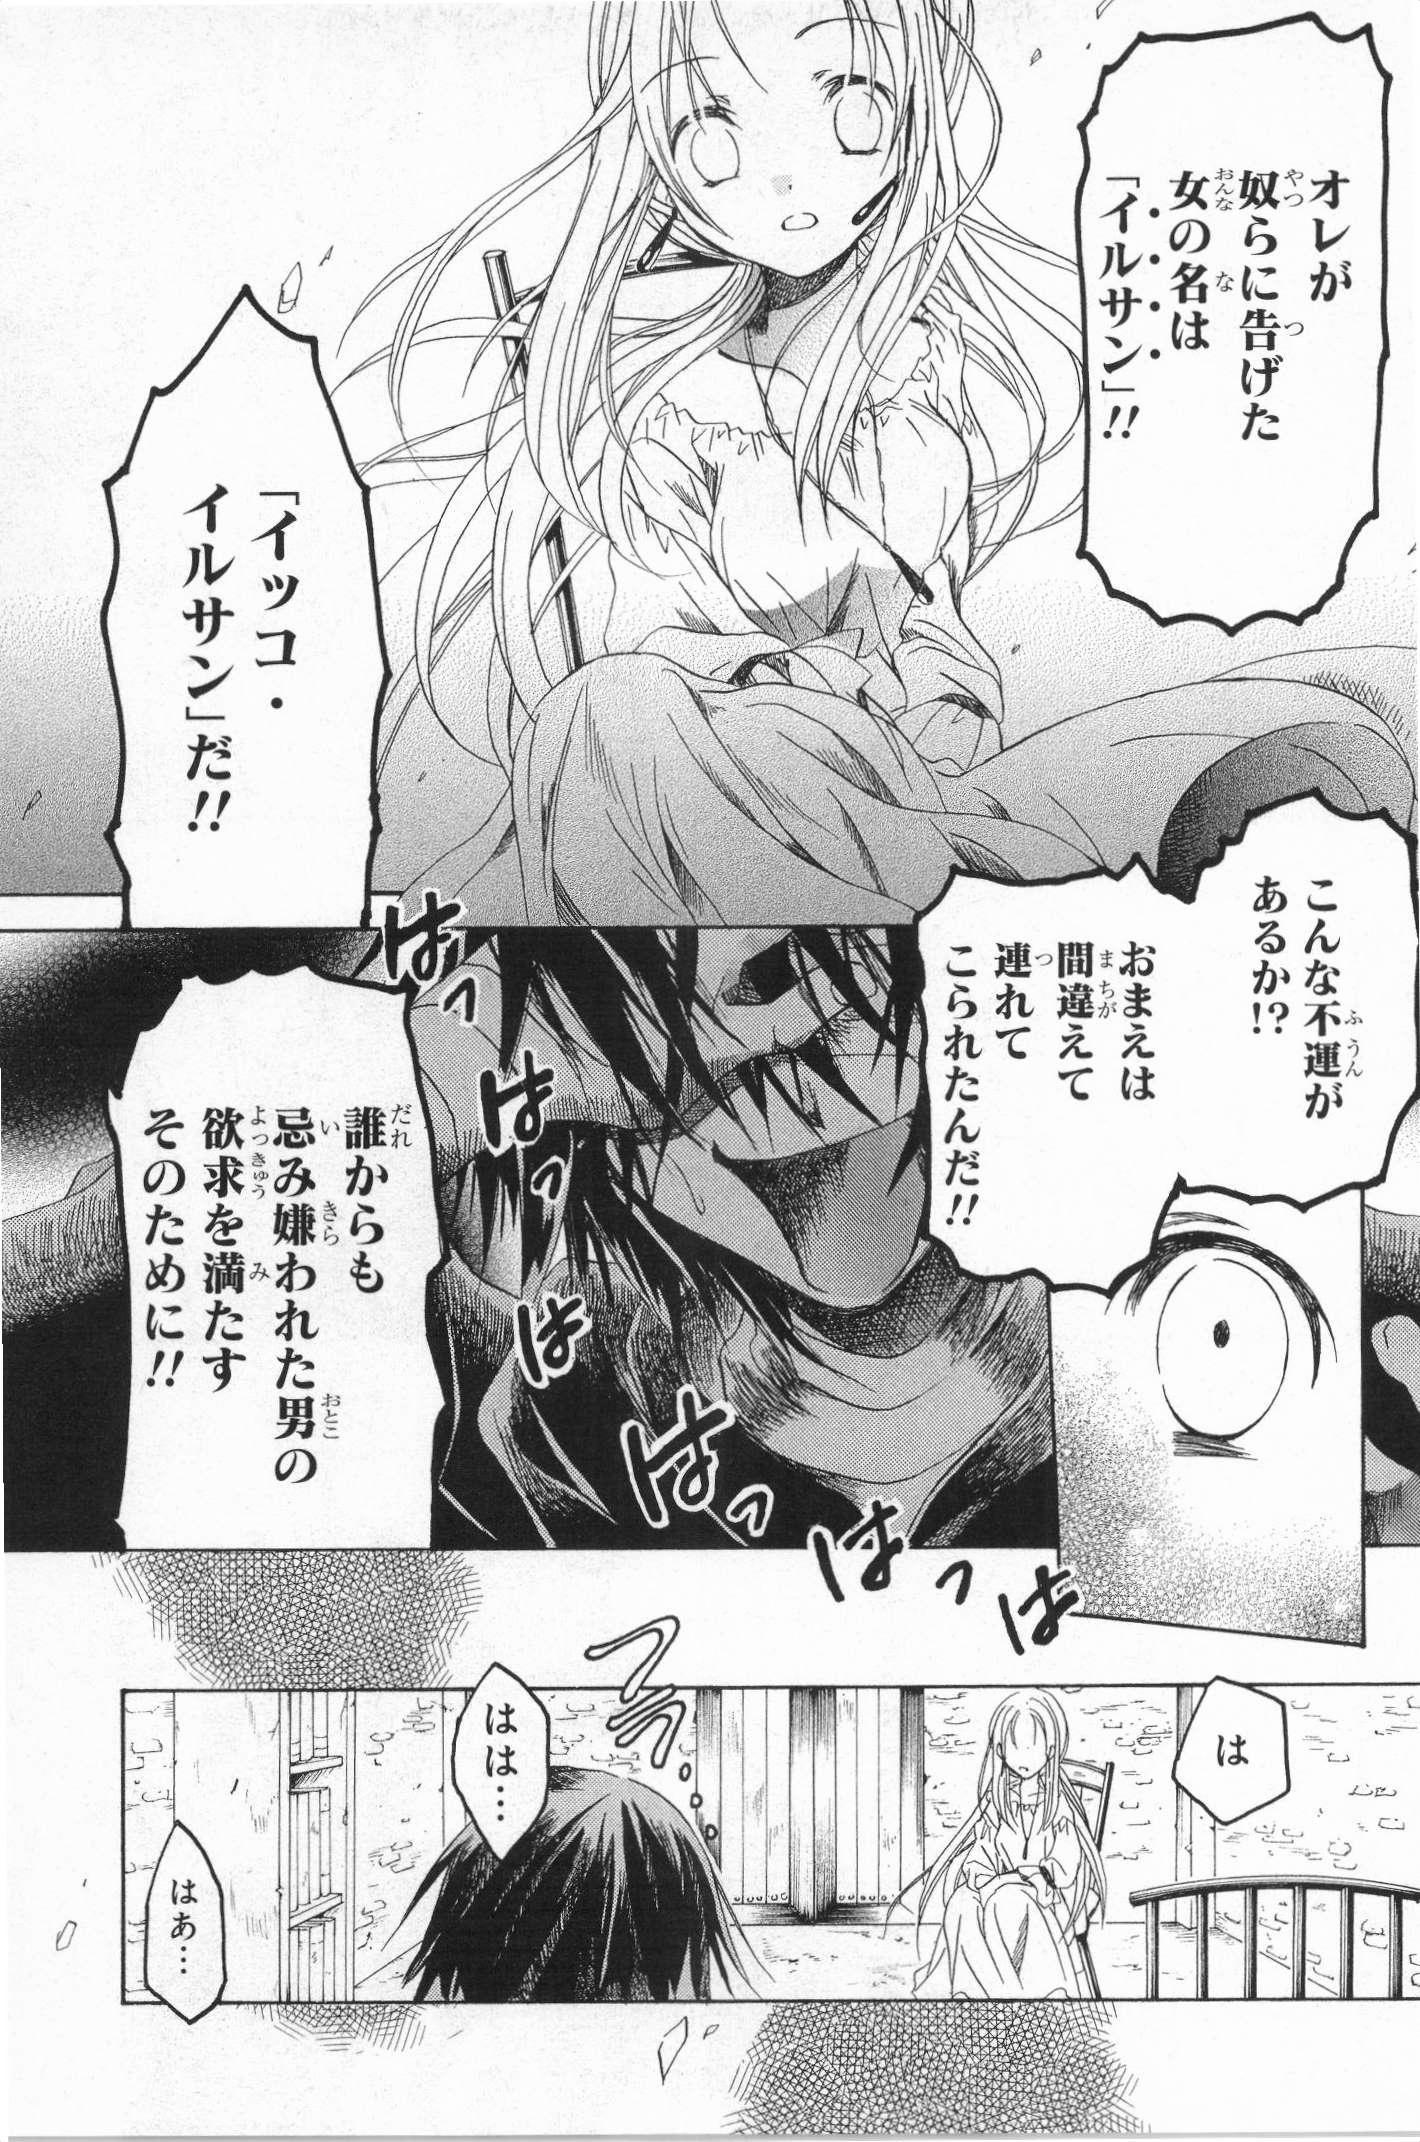 オレが
奴らに告げた
女の名は
「イルサン」!!
「イッコ・
イルサン」だ!!
こんな不運が
あるか!?
おまえは
間違えて
連れて
こられたんだ!!
誰からも
忌み嫌われた男の
欲求を満たす
そのために!!
はっ
はっ
は
はっ
はっ
は
は
フラ
はは…
はあ…